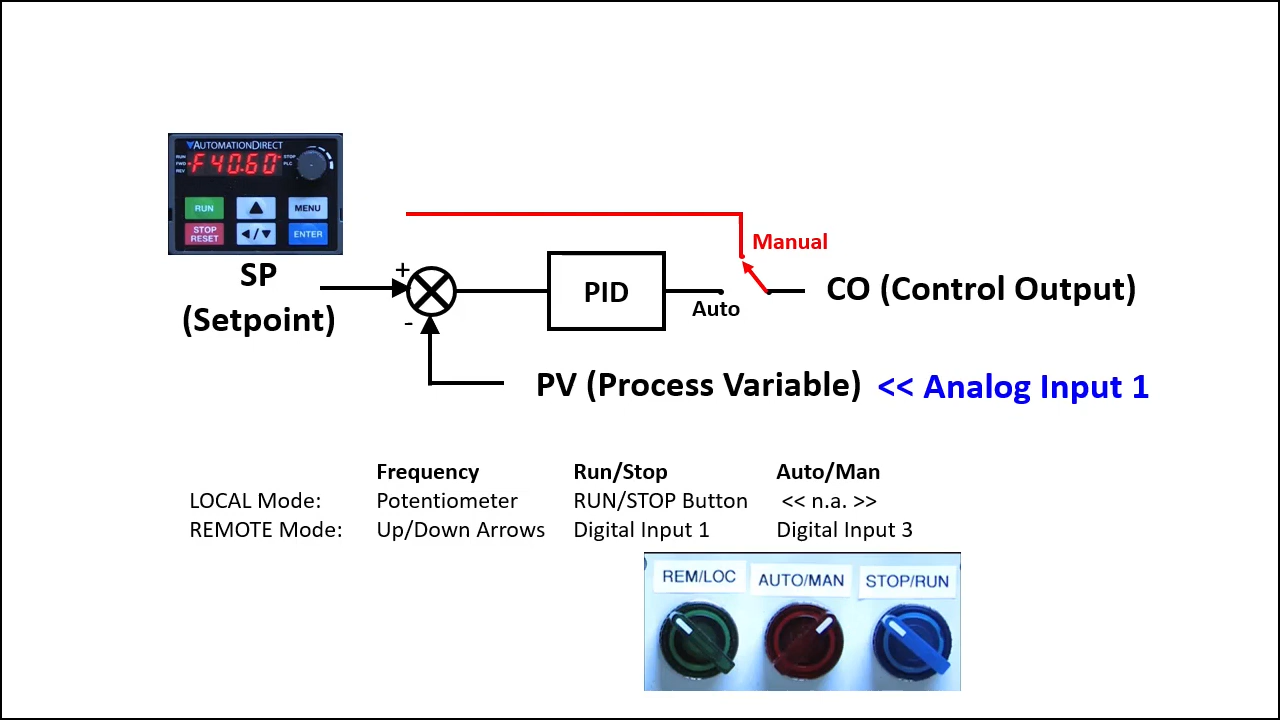 AUTOMATIONDIRECT
RUN
FWD
REV
F40.60
STOP
PLC
RUN
MENU
STOP
RESET
ENTER
SP
(Setpoint)
+
-
PID
Auto
Manual
CO (Control Output)
PV (Process Variable) << Analog Input 1
Frequency Run/Stop Auto/Man
LOCAL Mode: Potentiometer RUN/STOP Button << n.a. >>
REMOTE Mode: Up/Down Arrows Digital Input 1 Digital Input 3
REM/LOC AUTO/MAN STOP/RUN